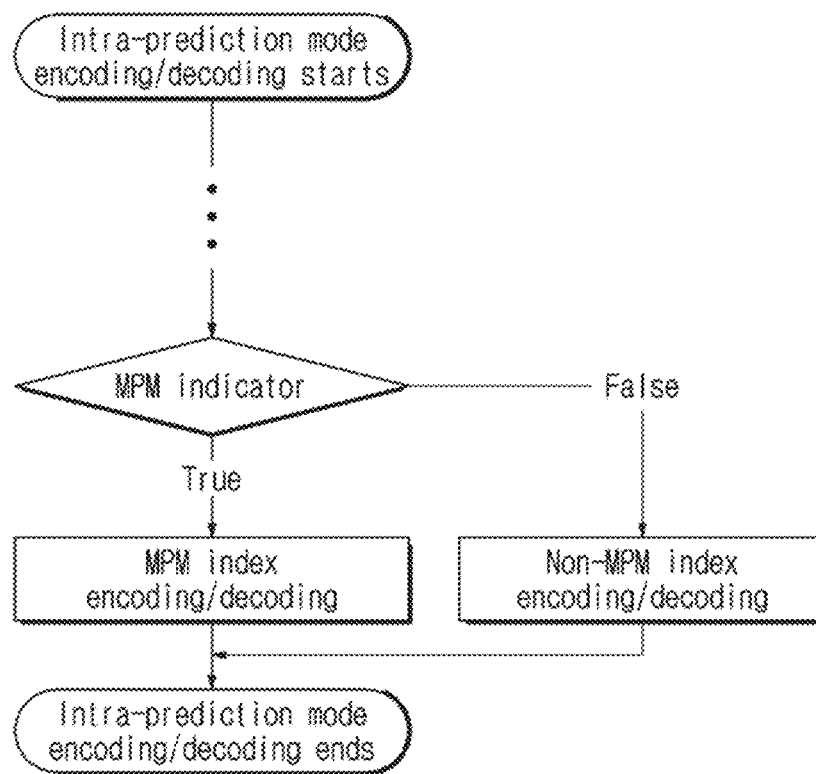 Intra-prediction mode
encoding/decoding starts
MPM indicator
False
True
MPM index
encoding/decoding
Non-MPM index
encoding/decoding
Intra-prediction mode
encoding/decoding ends